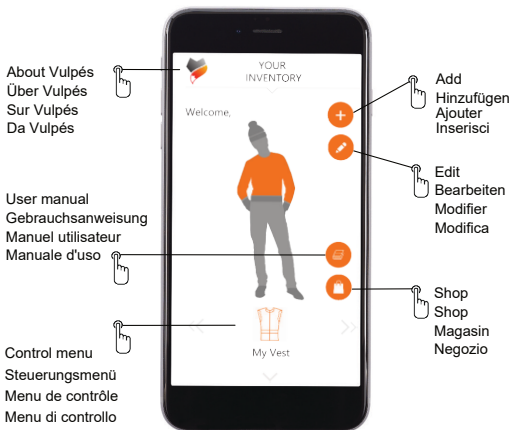 About Vulpés
Über Vulpés
Sur Vulpés
Da Vulpés
YOUR
INVENTORY
Welcome,
Add
Hinzufügen
Ajouter
Inserisci
Edit
Bearbeiten
Modifier
Modifica
User manual
Gebrauchsanweisung
Manuel utilisateur
Manuale d'uso
Shop
Shop
Magasin
Negozio
My Vest
Control menu
Steuerungsmenü
Menu de contrôle
Menu di controllo